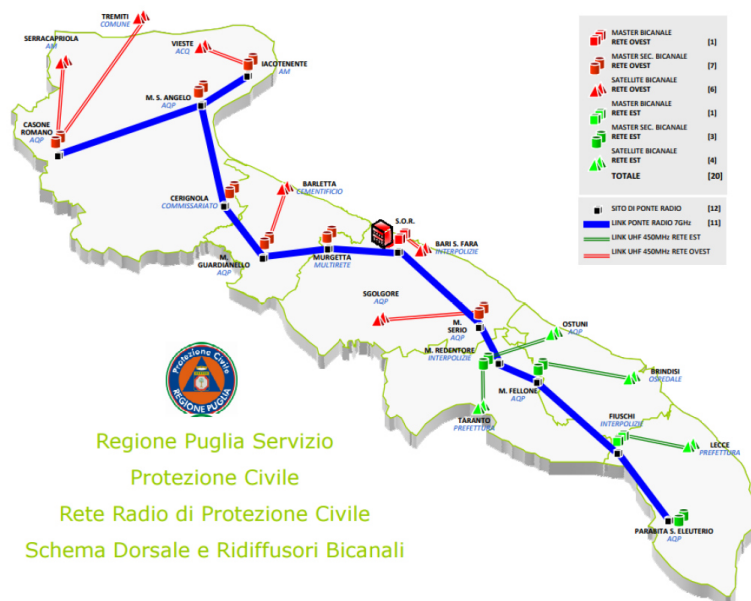 TREMITI
COMUNE
SERRACAPRIOLA
AM
VIESTE
ACQ
IACOTENENTE
AM
M. S. ANGELO
AQP
CASONE
ROMANO
AQP
CERIGNOLA
COMMISSARIATO
BARLETTA
CEMENTIFICIO
M.
GUARDIANELLO
AQP
MURGETTA
MULTIRETE
S.O.R.
BARI S. FARA
INTERPOLIZIE
SGOLGORE
AQP
M.
SERIO
AQP
M. REDENTORE
INTERPOLIZIE
OSTUNI
AQP
M. FELLONE
AQP
BRINDISI
OSPEDALE
TARANTO
PREFETTURA
FIUSCHI
INTERPOLIZIE
LECCE
PREFETTURA
PARABITA S. ELEUTERIO
AQP
MASTER BICANALE
RETE OVEST [1]
MASTER SEC. BICANALE
RETE OVEST [7]
SATELLITE BICANALE
RETE OVEST [6]
MASTER BICANALE
RETE EST [1]
MASTER SEC. BICANALE
RETE EST [3]
SATELLITE BICANALE
RETE EST [4]
TOTALE [20]
SITO DI PONTE RADIO [12]
LINK PONTE RADIO 7GHz [11]
LINK UHF 450MHz RETE EST
LINK UHF 450MHz RETE OVEST
Protezione Civile
REGIONE PUGLIA
Regione Puglia Servizio
Protezione Civile
Rete Radio di Protezione Civile
Schema Dorsale e Ridiffusori Bicanali